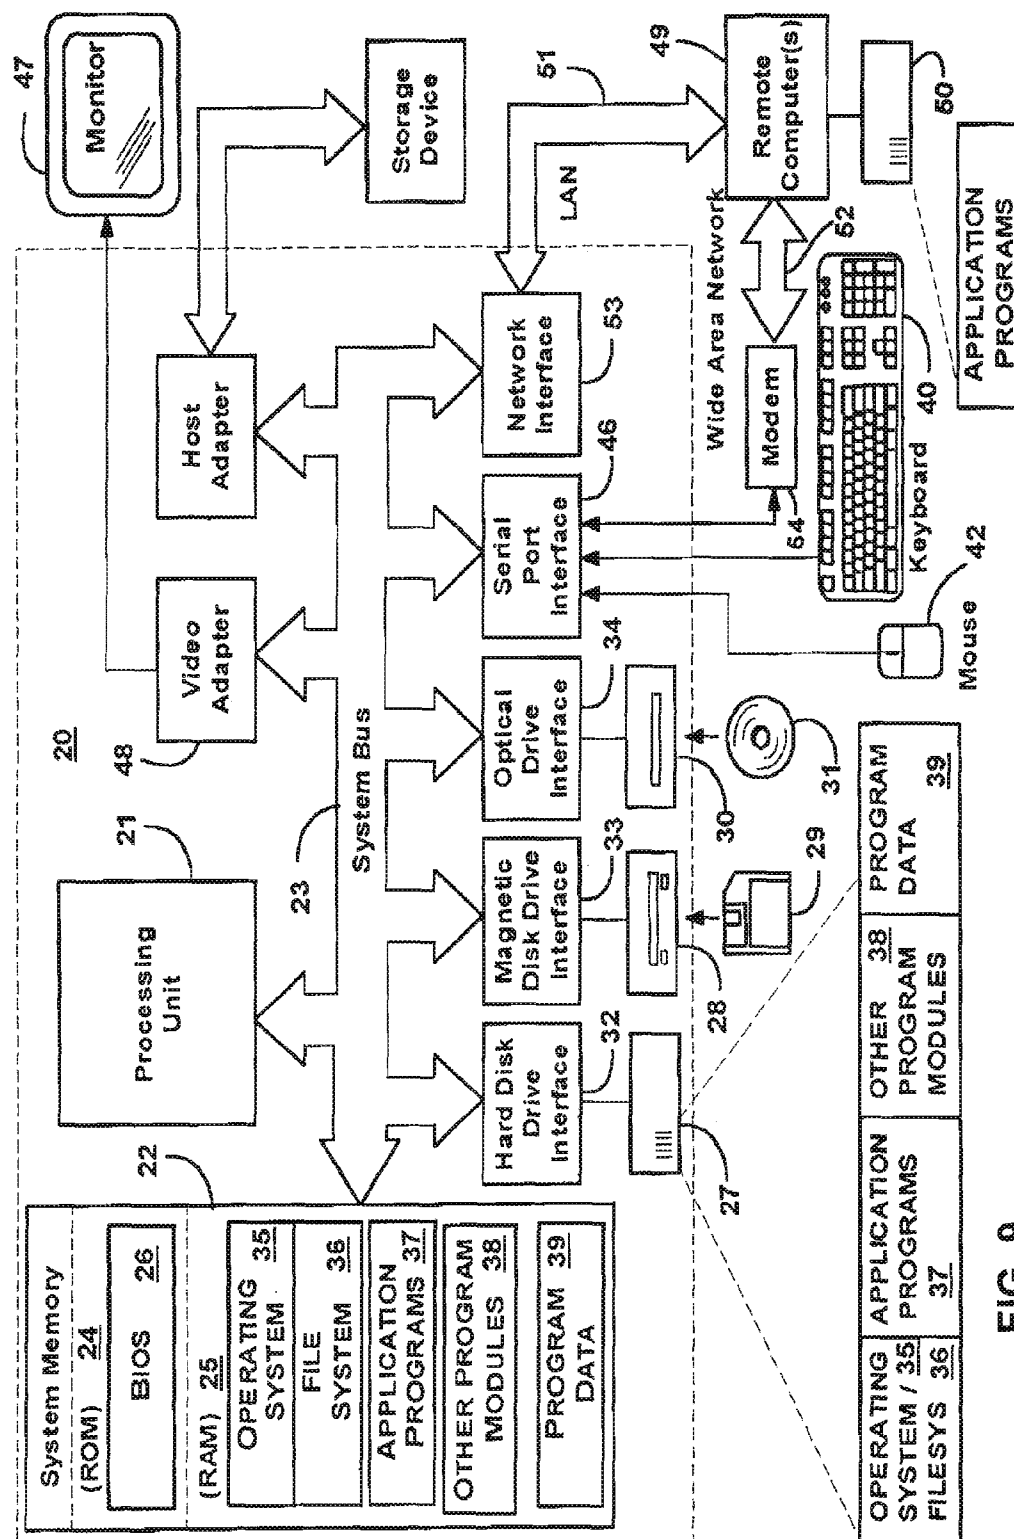 System Memory
(ROM) 24
BIOS 26
(RAM) 25
OPERATING
SYSTEM 35
FILE
SYSTEM 36
APPLICATION
PROGRAMS 37
OTHER PROGRAM
MODULES 38
PROGRAM 39
DATA
22
Processing
Unit
21
20
Video
Adapter
48
Host
Adapter
Monitor
47
Storage
Device
23
System Bus
Hard Disk
Drive
Interface
32
Magnetic
Disk Drive
Interface
33
Optical
Drive
Interface
34
Serial
Port
Interface
46
Network
Interface
53
LAN
51
27
28
29
30
31
Wide Area Network
Modem
54
52
Remote
Computer(s)
49
50
Keyboard
40
Mouse
42
OPERATING
SYSTEM / 35
FILESYS 36
APPLICATION
PROGRAMS
37
OTHER 38
PROGRAM
MODULES
PROGRAM
DATA 39
APPLICATION
PROGRAMS